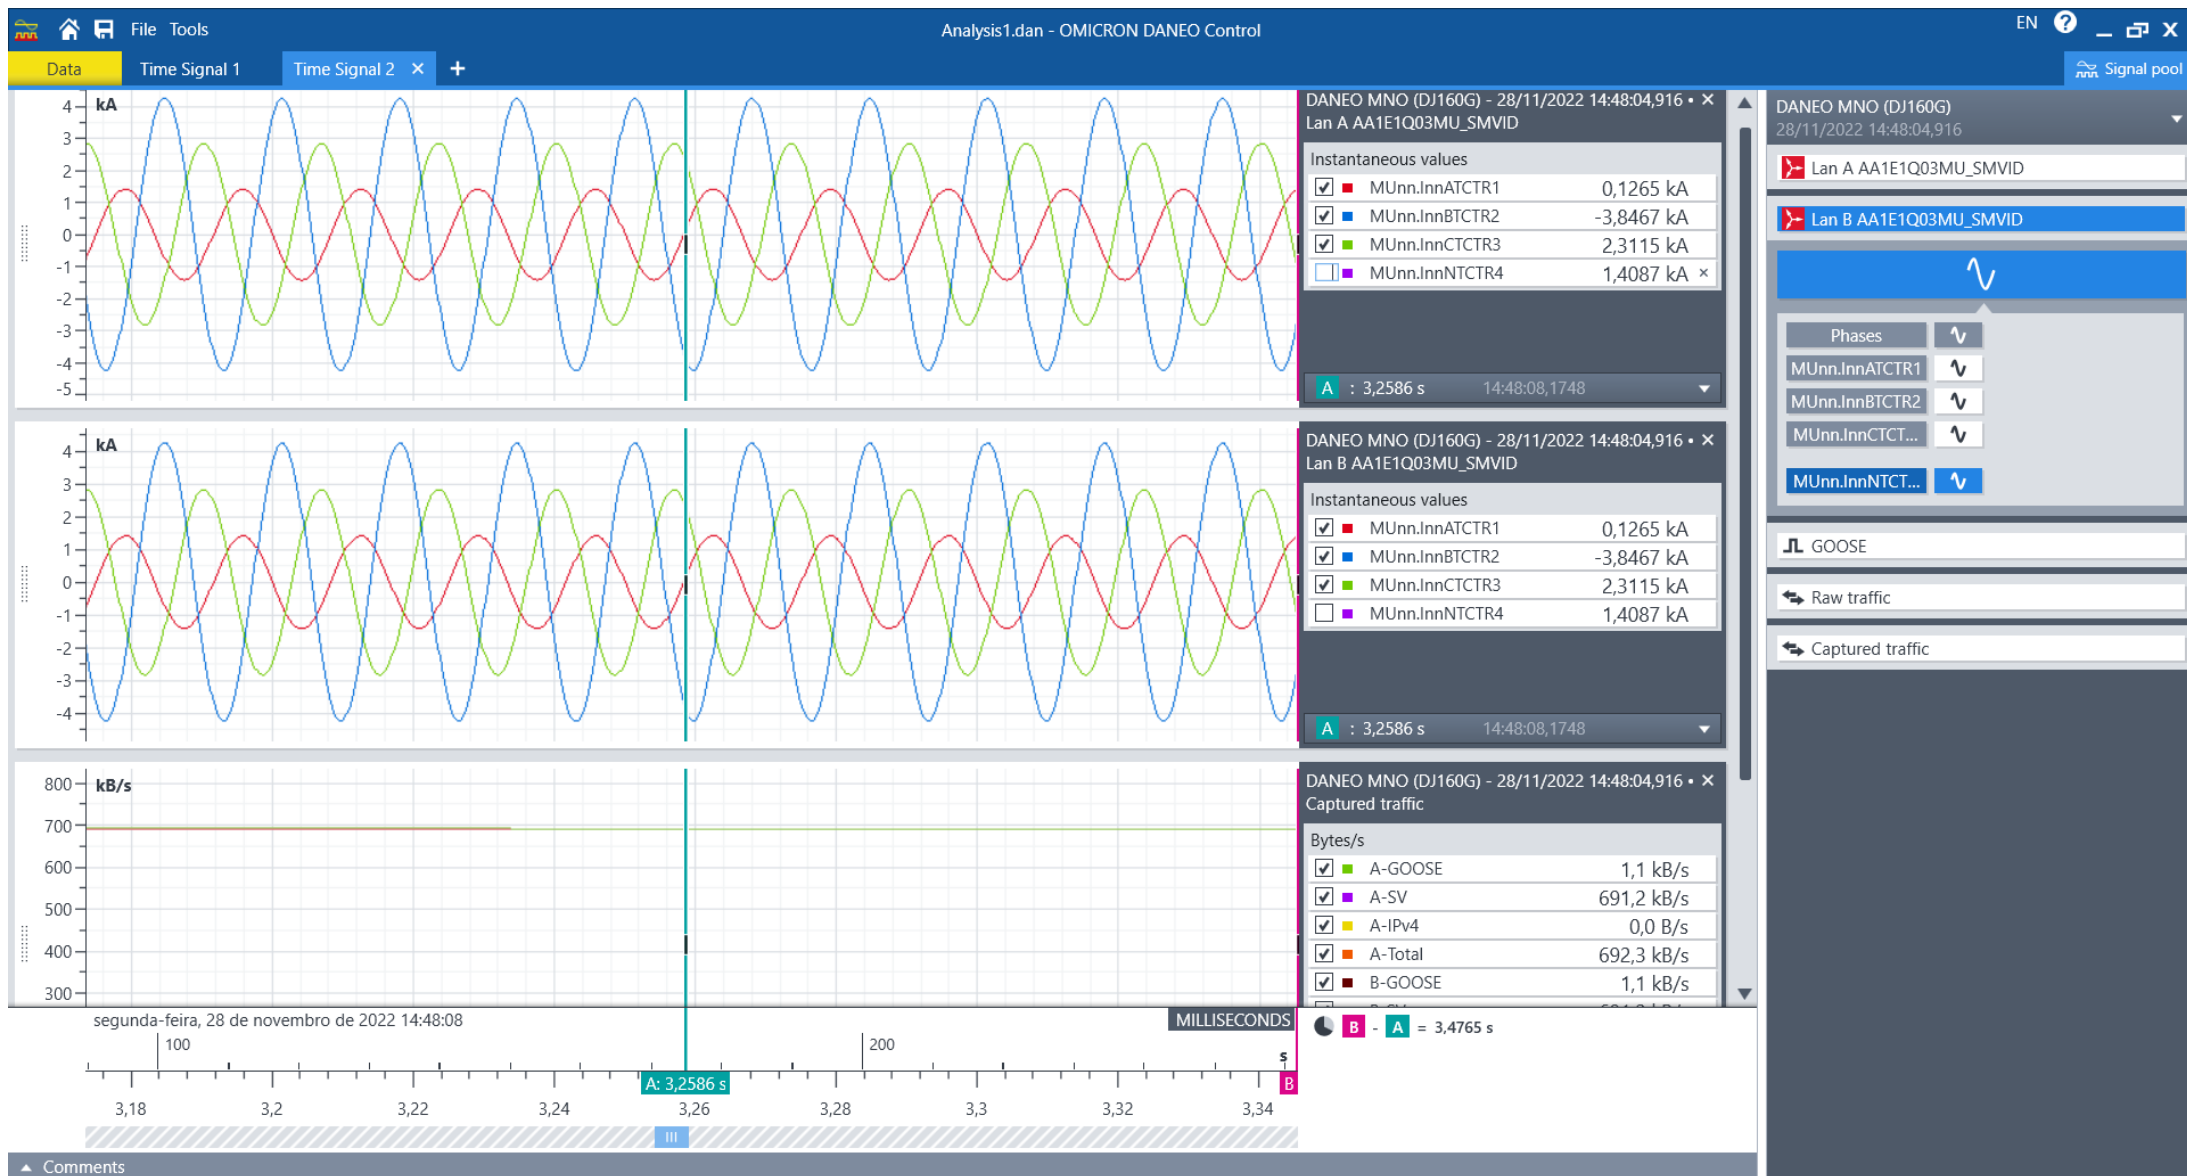 File Tools
Analysis1.dan - OMICRON DANEO Control
EN ?
Data Time Signal 1 Time Signal 2 × +
Signal pool
kA
4
3
2
1
0
-1
-2
-3
-4
-5
DANEO MNO (DJ160G) - 28/11/2022 14:48:04,916 • ×
Lan A AA1E1Q03MU_SMVID
Instantaneous values
MUnn.InnATCTR1 0,1265 kA
MUnn.InnBTCTR2 -3,8467 kA
MUnn.InnCTCTR3 2,3115 kA
MUnn.InnNTCTR4 1,4087 kA ×
A : 3,2586 s 14:48:08,1748
kA
4
3
2
1
0
-1
-2
-3
-4
DANEO MNO (DJ160G) - 28/11/2022 14:48:04,916 • ×
Lan B AA1E1Q03MU_SMVID
Instantaneous values
MUnn.InnATCTR1 0,1265 kA
MUnn.InnBTCTR2 -3,8467 kA
MUnn.InnCTCTR3 2,3115 kA
MUnn.InnNTCTR4 1,4087 kA
A : 3,2586 s 14:48:08,1748
kB/s
800
700
600
500
400
300
DANEO MNO (DJ160G) - 28/11/2022 14:48:04,916 • ×
Captured traffic
Bytes/s
A-GOOSE 1,1 kB/s
A-SV 691,2 kB/s
A-IPv4 0,0 B/s
A-Total 692,3 kB/s
B-GOOSE 1,1 kB/s
segunda-feira, 28 de novembro de 2022 14:48:08
MILLISECONDS
100 200
s
A: 3,2586 s
B
3,18 3,2 3,22 3,24 3,26 3,28 3,3 3,32 3,34
B - A = 3,4765 s
Comments
DANEO MNO (DJ160G)
28/11/2022 14:48:04,916
Lan A AA1E1Q03MU_SMVID
Lan B AA1E1Q03MU_SMVID
Phases
MUnn.InnATCTR1
MUnn.InnBTCTR2
MUnn.InnCTCT...
MUnn.InnNTCT...
GOOSE
Raw traffic
Captured traffic